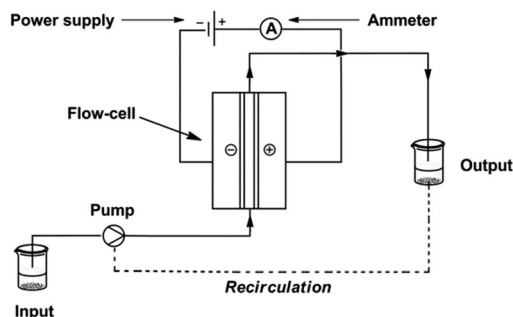 Power supply
− +
A
Ammeter
Flow-cell
⊖ ⊕
Output
Pump
Recirculation
Input